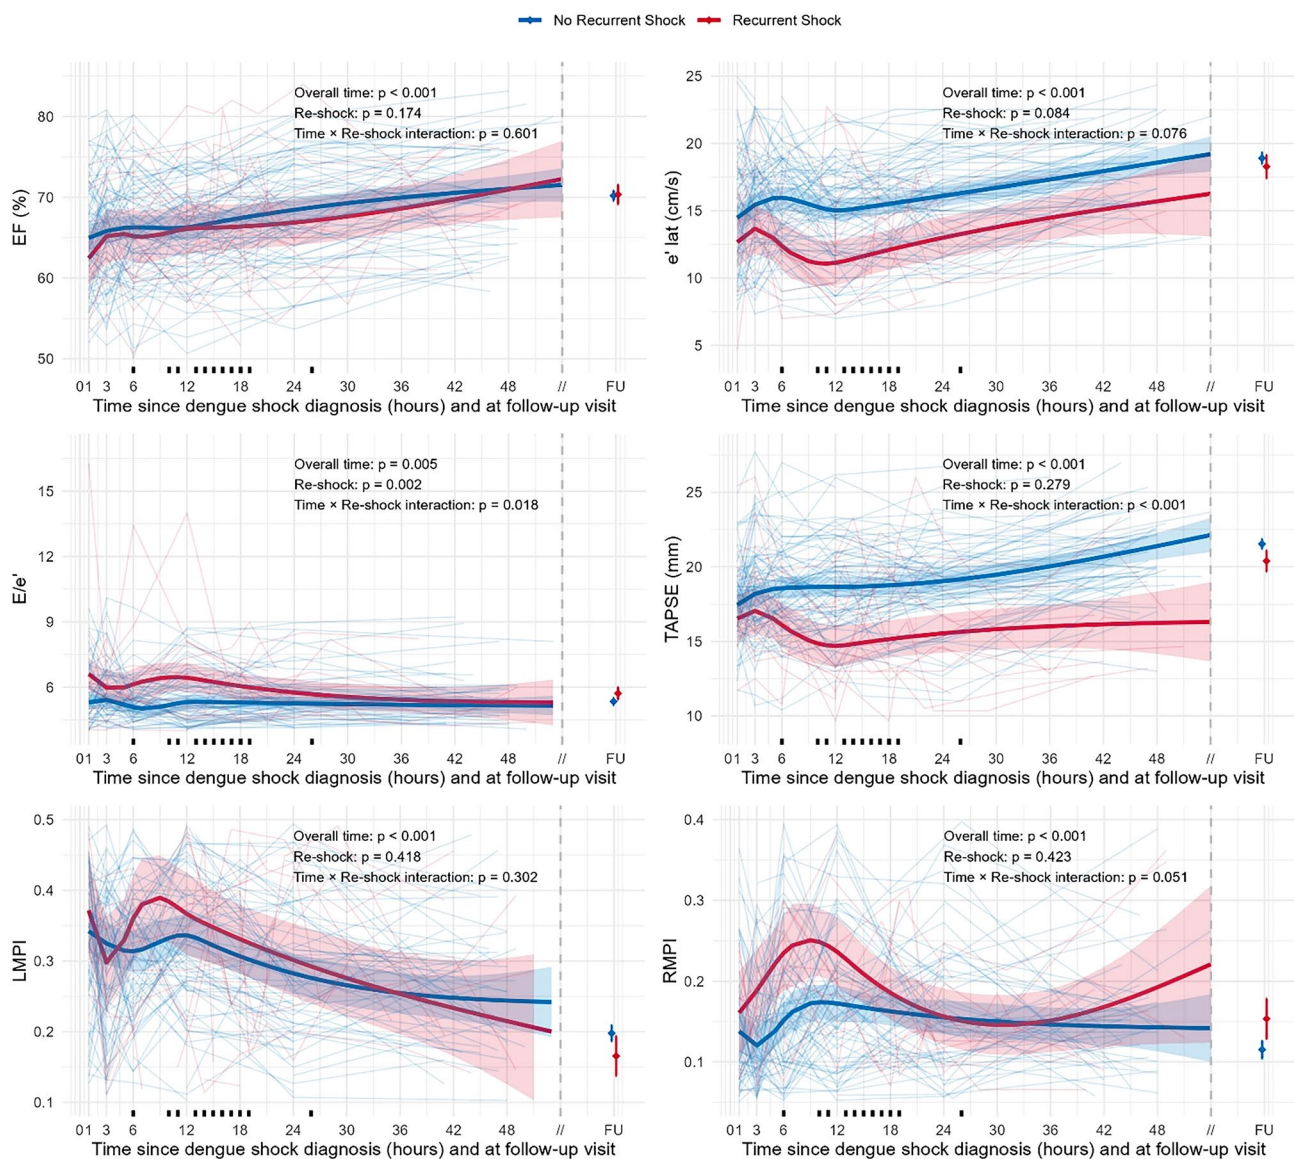 No Recurrent Shock Recurrent Shock
Overall time: p < 0.001
Re-shock: p = 0.174
Time × Re-shock interaction: p = 0.601
EF (%)
80
70
60
50
01 3 6 12 18 24 30 36 42 48 // FU
Time since dengue shock diagnosis (hours) and at follow-up visit
Overall time: p < 0.001
Re-shock: p = 0.084
Time × Re-shock interaction: p = 0.076
e' lat (cm/s)
25
20
15
10
5
01 3 6 12 18 24 30 36 42 48 // FU
Time since dengue shock diagnosis (hours) and at follow-up visit
Overall time: p = 0.005
Re-shock: p = 0.002
Time × Re-shock interaction: p = 0.018
E/e'
15
12
9
6
01 3 6 12 18 24 30 36 42 48 // FU
Time since dengue shock diagnosis (hours) and at follow-up visit
Overall time: p < 0.001
Re-shock: p = 0.279
Time × Re-shock interaction: p < 0.001
TAPSE (mm)
25
20
15
10
01 3 6 12 18 24 30 36 42 48 // FU
Time since dengue shock diagnosis (hours) and at follow-up visit
Overall time: p < 0.001
Re-shock: p = 0.418
Time × Re-shock interaction: p = 0.302
LMPI
0.5
0.4
0.3
0.2
0.1
01 3 6 12 18 24 30 36 42 48 // FU
Time since dengue shock diagnosis (hours) and at follow-up visit
Overall time: p < 0.001
Re-shock: p = 0.423
Time × Re-shock interaction: p = 0.051
RMPI
0.4
0.3
0.2
0.1
01 3 6 12 18 24 30 36 42 48 // FU
Time since dengue shock diagnosis (hours) and at follow-up visit